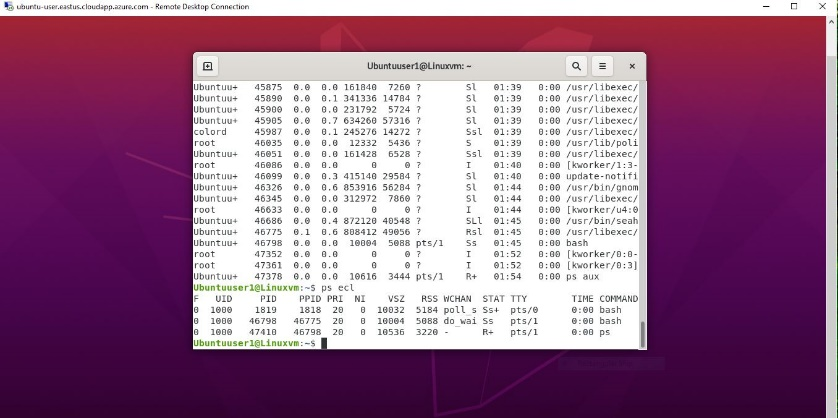 ubuntu-user.eastus.cloudapp.azure.com - Remote Desktop Connection
Ubuntuuser1@Linuxvm: ~
Ubuntuu+ 45875 0.0 0.0 161840 7260 ? Sl 01:39 0:00 /usr/libexec/
Ubuntuu+ 45890 0.0 0.1 341336 14784 ? Sl 01:39 0:00 /usr/libexec/
Ubuntuu+ 45900 0.0 0.0 231792 5724 ? Sl 01:39 0:00 /usr/libexec/
Ubuntuu+ 45905 0.0 0.7 634260 57316 ? Sl 01:39 0:00 /usr/libexec/
colord 45987 0.0 0.1 245276 14272 ? Ssl 01:39 0:00 /usr/libexec/
root 46035 0.0 0.0 12332 5436 ? S 01:39 0:00 /usr/lib/poli
Ubuntuu+ 46051 0.0 0.0 161428 6528 ? Ssl 01:39 0:00 /usr/libexec/
root 46086 0.0 0.0 0 0 ? I 01:40 0:00 [kworker/1:3-
Ubuntuu+ 46099 0.0 0.3 415140 29584 ? Sl 01:40 0:00 update-notifi
Ubuntuu+ 46326 0.0 0.6 853916 56284 ? Sl 01:44 0:00 /usr/bin/gnom
Ubuntuu+ 46345 0.0 0.0 312972 7860 ? Sl 01:44 0:00 /usr/libexec/
root 46633 0.0 0.0 0 0 ? I 01:44 0:00 [kworker/u4:0
Ubuntuu+ 46686 0.0 0.4 872120 40548 ? SLl 01:45 0:00 /usr/bin/seah
Ubuntuu+ 46775 0.1 0.6 808412 49056 ? Rsl 01:45 0:00 /usr/libexec/
Ubuntuu+ 46798 0.0 0.0 10004 5088 pts/1 Ss 01:45 0:00 bash
root 47352 0.0 0.0 0 0 ? I 01:52 0:00 [kworker/0:0-
root 47361 0.0 0.0 0 0 ? I 01:52 0:00 [kworker/0:3]
Ubuntuu+ 47378 0.0 0.0 10616 3444 pts/1 R+ 01:54 0:00 ps aux
Ubuntuuser1@Linuxvm:~$ ps ecl
F UID PID PPID PRI NI VSZ RSS WCHAN STAT TTY TIME COMMAND
0 1000 1819 1818 20 0 10032 5184 poll_s Ss+ pts/0 0:00 bash
0 1000 46798 46775 20 0 10004 5088 do_wai Ss pts/1 0:00 bash
0 1000 47410 46798 20 0 10536 3220 - R+ pts/1 0:00 ps
Ubuntuuser1@Linuxvm:~$